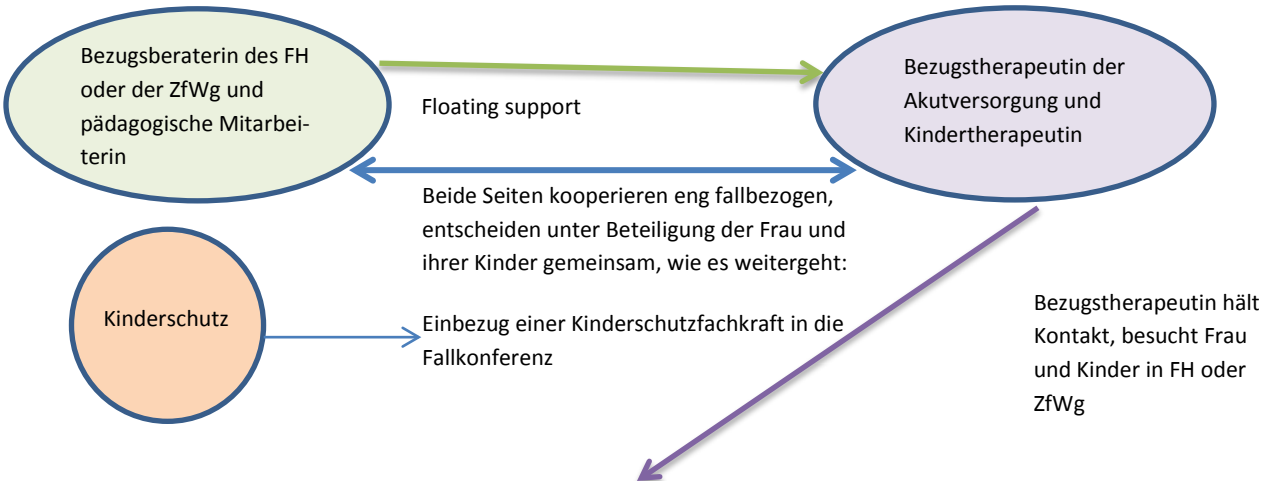 Bezugsberaterin des FH
oder der ZfWg und
pädagogische Mitarbei-
terin
Floating support
Bezugstherapeutin der
Akutversorgung und
Kindertherapeutin
Beide Seiten kooperieren eng fallbezogen,
entscheiden unter Beteiligung der Frau und
ihrer Kinder gemeinsam, wie es weitergeht:
Kinderschutz
Einbezug einer Kinderschutzfachkraft in die
Fallkonferenz
Bezugstherapeutin hält
Kontakt, besucht Frau
und Kinder in FH oder
ZfWg